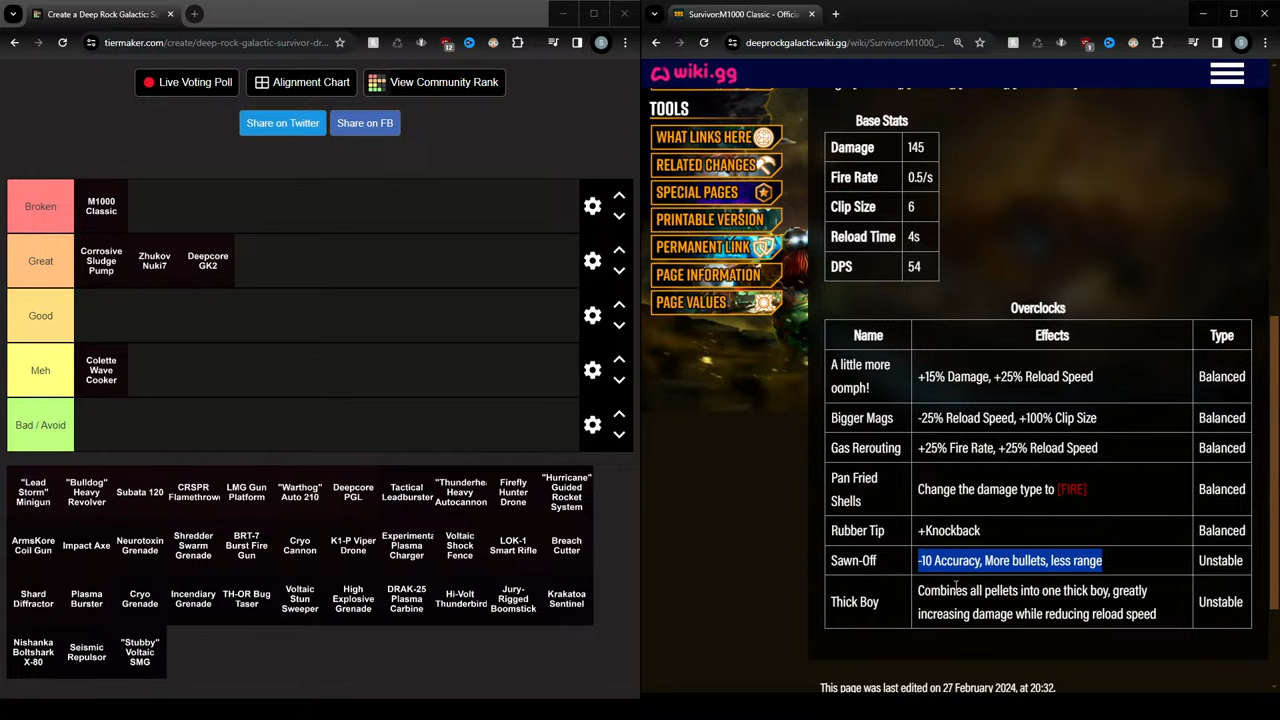 Create a Deep Rock Galactic: Su
Survivor:M1000 Classic - Offici
tiermaker.com/create/deep-rock-galactic-survivor-dr...
deeprockgalactic.wiki.gg/wiki/Survivor:M1000_...
12
S
1
S
Live Voting Poll
Alignment Chart
View Community Rank
Share on Twitter
Share on FB
Broken
M1000 Classic
Great
Corrosive Sludge Pump
Zhukov Nuki7
Deepcore GK2
Good
Meh
Colette Wave Cooker
Bad / Avoid
"Lead Storm" Minigun
"Bulldog" Heavy Revolver
Subata 120
CRSPR Flamethrow
LMG Gun Platform
"Warthog" Auto 210
Deepcore PGL
Tactical Leadburster
"Thunderhea Heavy Autocannon
Firefly Hunter Drone
"Hurricane" Guided Rocket System
ArmsKore Coil Gun
Impact Axe
Neurotoxin Grenade
Shredder Swarm Grenade
BRT-7 Burst Fire Gun
Cryo Cannon
K1-P Viper Drone
Experimenta Plasma Charger
Voltaic Shock Fence
LOK-1 Smart Rifle
Breach Cutter
Shard Diffractor
Plasma Burster
Cryo Grenade
Incendiary Grenade
TH-OR Bug Taser
Voltaic Stun Sweeper
High Explosive Grenade
DRAK-25 Plasma Carbine
Hi-Volt Thunderbird
Jury-Rigged Boomstick
Krakatoa Sentinel
Nishanka Boltshark X-80
Seismic Repulsor
"Stubby" Voltaic SMG
wiki.gg
TOOLS
WHAT LINKS HERE
RELATED CHANGES
SPECIAL PAGES
PRINTABLE VERSION
PERMANENT LINK
PAGE INFORMATION
PAGE VALUES
Base Stats
Damage 145
Fire Rate 0.5/s
Clip Size 6
Reload Time 4s
DPS 54
Overclocks
Name Effects Type
A little more oomph! +15% Damage, +25% Reload Speed Balanced
Bigger Mags -25% Reload Speed, +100% Clip Size Balanced
Gas Rerouting +25% Fire Rate, +25% Reload Speed Balanced
Pan Fried Shells Change the damage type to [FIRE] Balanced
Rubber Tip +Knockback Balanced
Sawn-Off -10 Accuracy, More bullets, less range Unstable
Thick Boy Combines all pellets into one thick boy, greatly
increasing damage while reducing reload speed Unstable
This page was last edited on 27 February 2024, at 20:32.